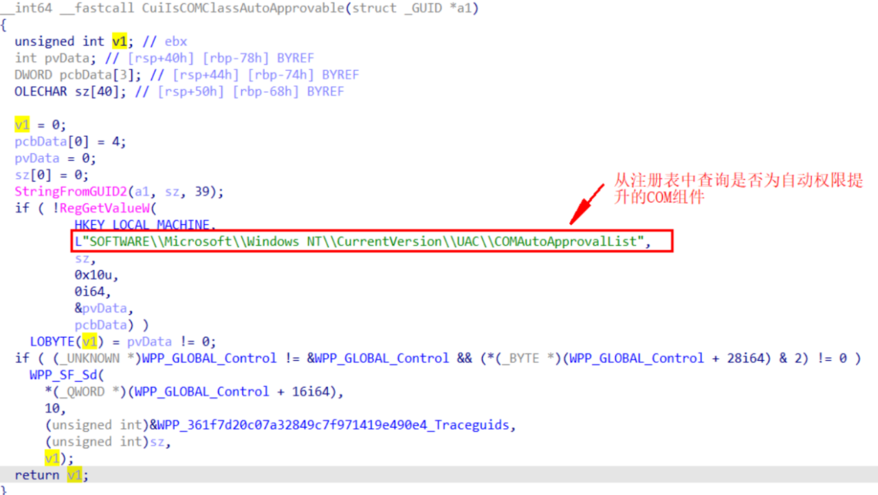 __int64 __fastcall CuiIsCOMClassAutoApprovable(struct _GUID *a1)
{
unsigned int v1; // ebx
int pvData; // [rsp+40h] [rbp-78h] BYREF
DWORD pcbData[3]; // [rsp+44h] [rbp-74h] BYREF
OLECHAR sz[40]; // [rsp+50h] [rbp-68h] BYREF
v1 = 0;
pcbData[0] = 4;
pvData = 0;
sz[0] = 0;
StringFromGUID2(a1, sz, 39);
if ( !RegGetValueW(
HKEY_LOCAL_MACHINE,
L"SOFTWARE\\Microsoft\\Windows NT\\CurrentVersion\\UAC\\COMAutoApprovalList",
sz,
0x10u,
0i64,
&pvData,
pcbData) )
LOBYTE(v1) = pvData != 0;
if ( (_UNKNOWN *)WPP_GLOBAL_Control != &WPP_GLOBAL_Control && (*(_BYTE *)(WPP_GLOBAL_Control + 28i64) & 2) != 0 )
WPP_SF_Sd(
*(_QWORD *)(WPP_GLOBAL_Control + 16i64),
10,
(unsigned int)&WPP_361f7d20c07a32849c7f971419e490e4_Traceguids,
(unsigned int)sz,
v1);
return v1;
}
从注册表中查询是否为自动权限提
升的COM组件